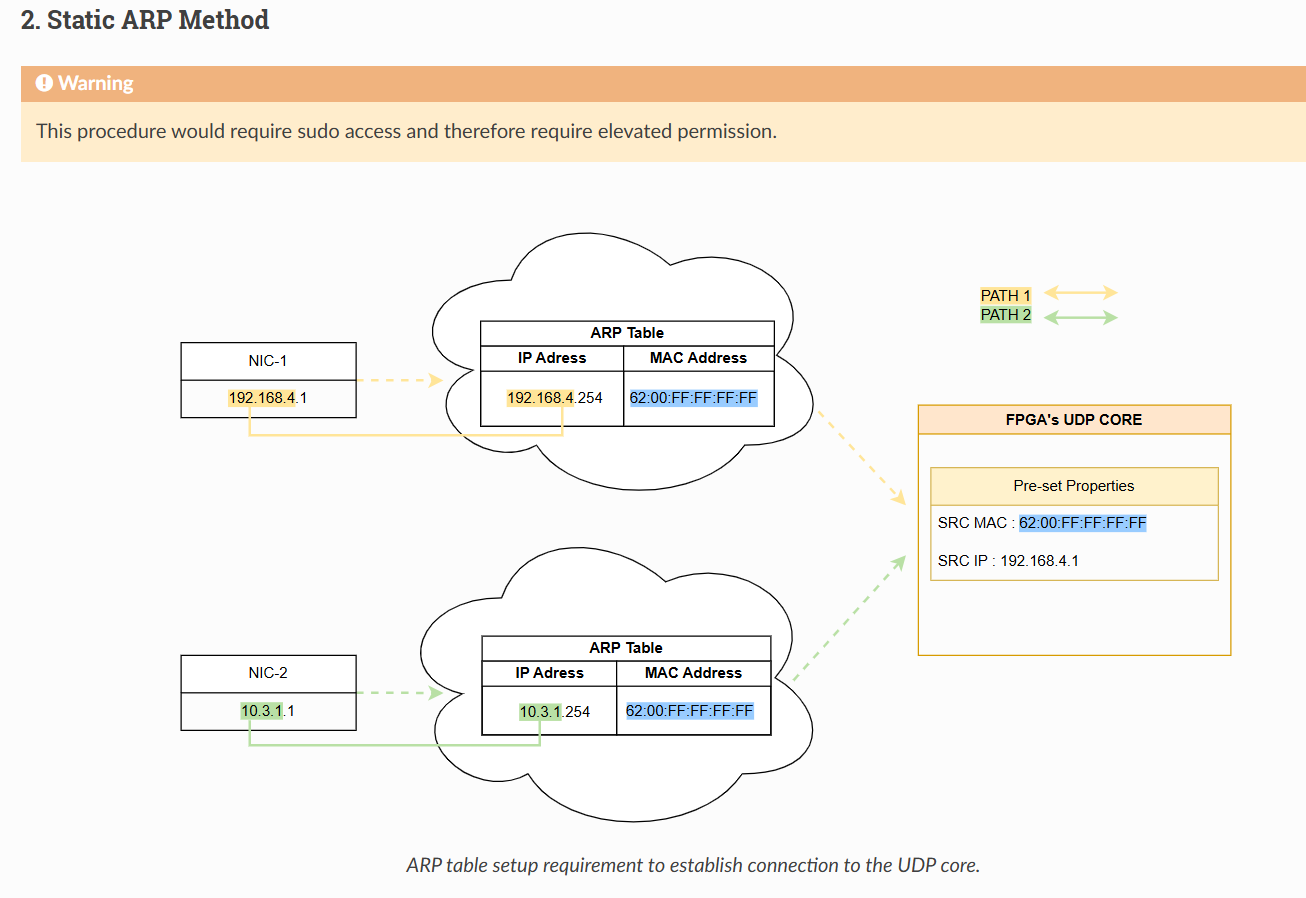 2. Static ARP Method
Warning
This procedure would require sudo access and therefore require elevated permission.
PATH 1
PATH 2
NIC-1
192.168.4.1
ARP Table
IP Adress
MAC Address
192.168.4.254
62:00:FF:FF:FF:FF
FPGA's UDP CORE
Pre-set Properties
SRC MAC : 62:00:FF:FF:FF:FF
SRC IP : 192.168.4.1
NIC-2
10.3.1.1
ARP Table
IP Adress
MAC Address
10.3.1.254
62:00:FF:FF:FF:FF
ARP table setup requirement to establish connection to the UDP core.